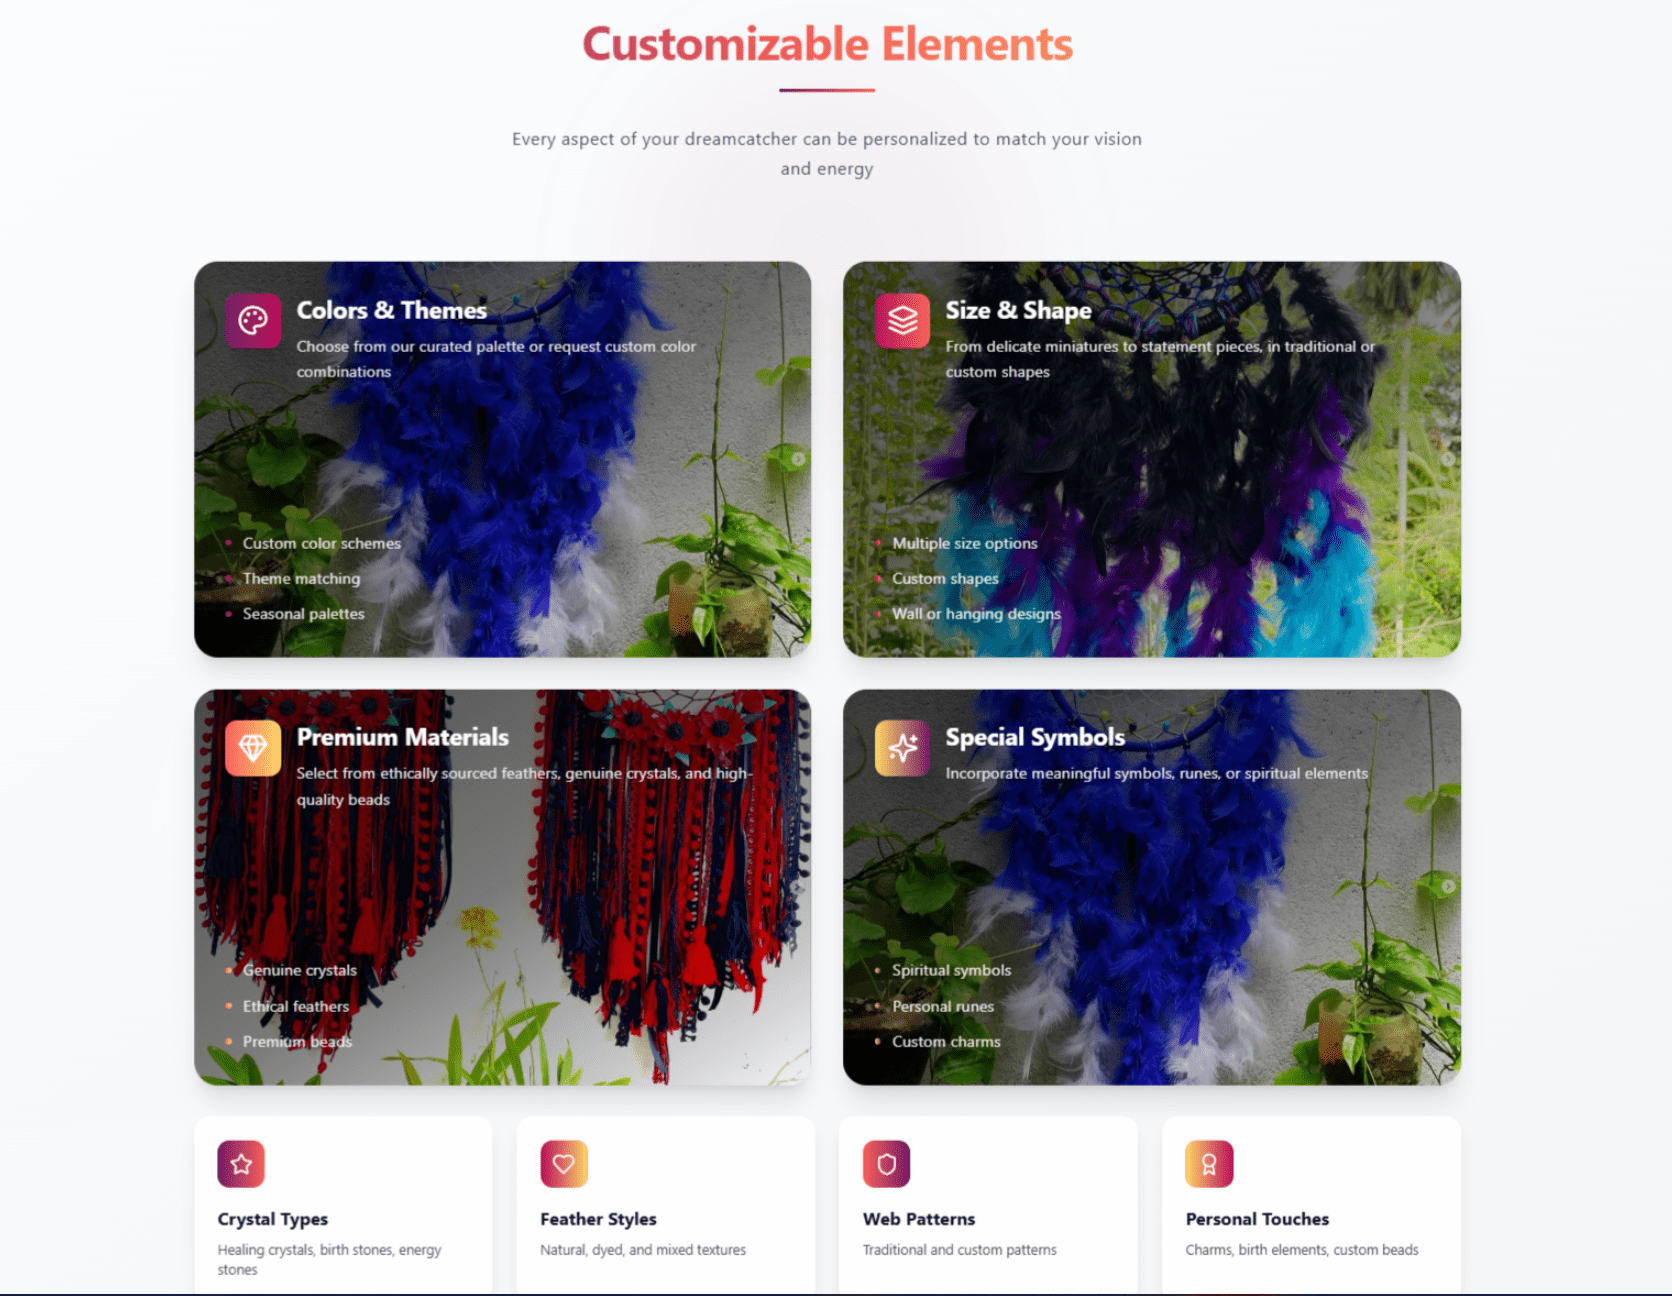 Customizable Elements
Every aspect of your dreamcatcher can be personalized to match your vision
and energy
Colors & Themes
Choose from our curated palette or request custom color
combinations
Custom color schemes
Theme matching
Seasonal palettes
Size & Shape
From delicate miniatures to statement pieces, in traditional or
custom shapes
Multiple size options
Custom shapes
Wall or hanging designs
Premium Materials
Select from ethically sourced feathers, genuine crystals, and high-
quality beads
Genuine crystals
Ethical feathers
Premium beads
Special Symbols
Incorporate meaningful symbols, runes, or spiritual elements
Spiritual symbols
Personal runes
Custom charms
Crystal Types
Healing crystals, birth stones, energy
stones
Feather Styles
Natural, dyed, and mixed textures
Web Patterns
Traditional and custom patterns
Personal Touches
Charms, birth elements, custom beads